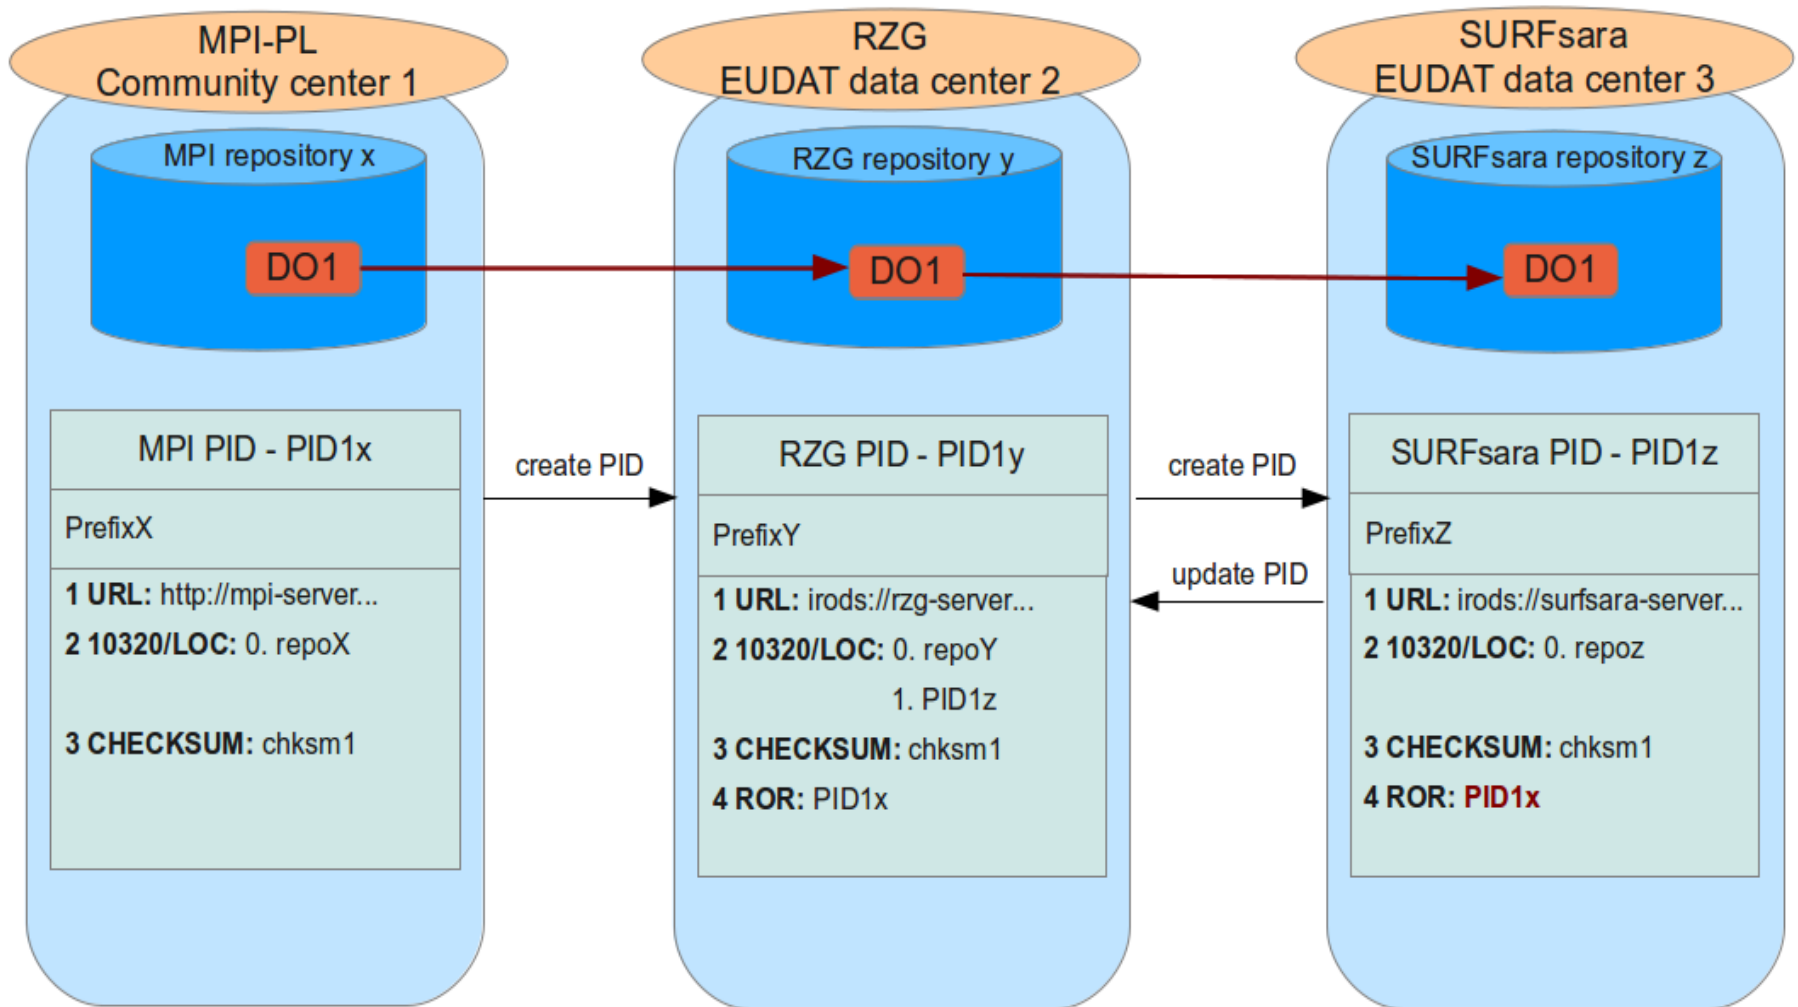 MPI-PL
Community center 1
MPI repository x
DO1
MPI PID - PID1x
PrefixX
1 URL: http://mpi-server...
2 10320/LOC: 0. repoX
3 CHECKSUM: chksm1
create PID
RZG
EUDAT data center 2
RZG repository y
DO1
RZG PID - PID1y
PrefixY
1 URL: irods://rzg-server...
2 10320/LOC: 0. repoY
1. PID1z
3 CHECKSUM: chksm1
4 ROR: PID1x
create PID
update PID
SURFsara
EUDAT data center 3
SURFsara repository z
DO1
SURFsara PID - PID1z
PrefixZ
1 URL: irods://surfsara-server...
2 10320/LOC: 0. repoz
3 CHECKSUM: chksm1
4 ROR: PID1x